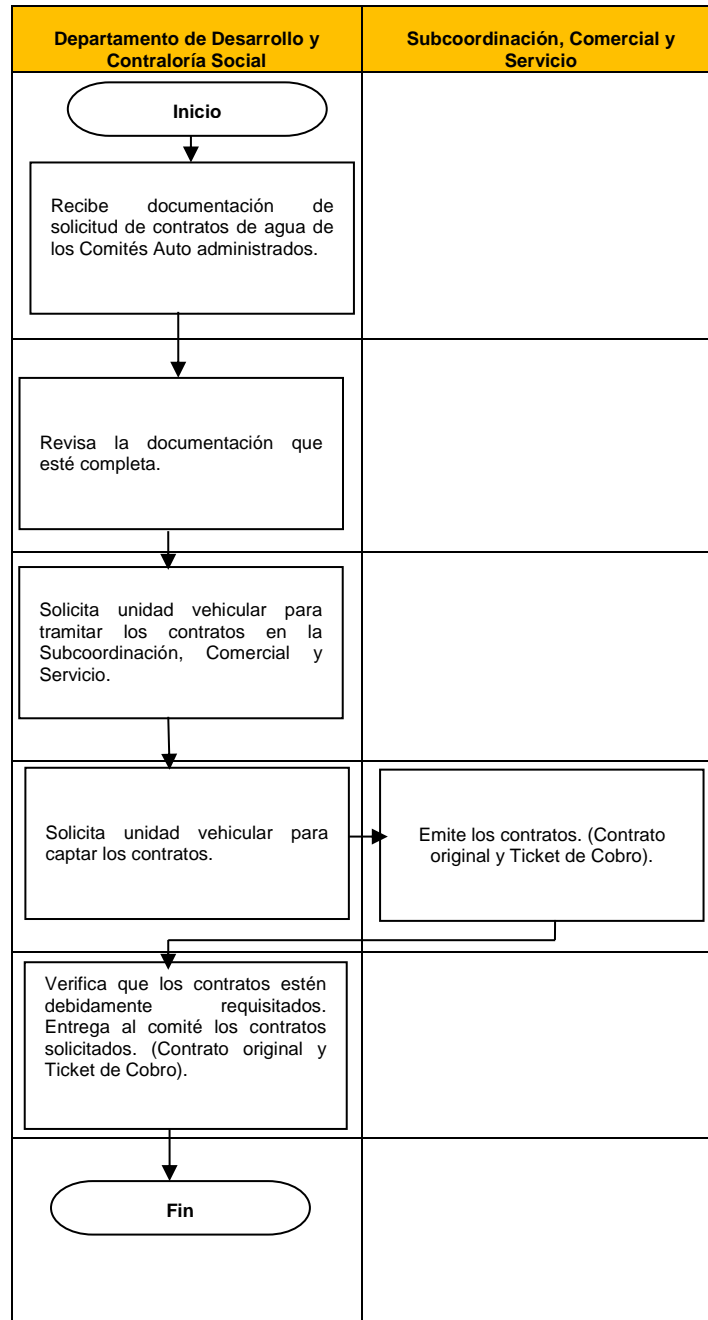 Departamento de Desarrollo y
Contraloría Social
Subcoordinación, Comercial y
Servicio
Inicio
Recibe documentación de
solicitud de contratos de agua de
los Comités Auto administrados.
Revisa la documentación que
esté completa.
Solicita unidad vehicular para
tramitar los contratos en la
Subcoordinación, Comercial y
Servicio.
Solicita unidad vehicular para
captar los contratos.
Emite los contratos. (Contrato
original y Ticket de Cobro).
Verifica que los contratos estén
debidamente requisitados.
Entrega al comité los contratos
solicitados. (Contrato original y
Ticket de Cobro).
Fin